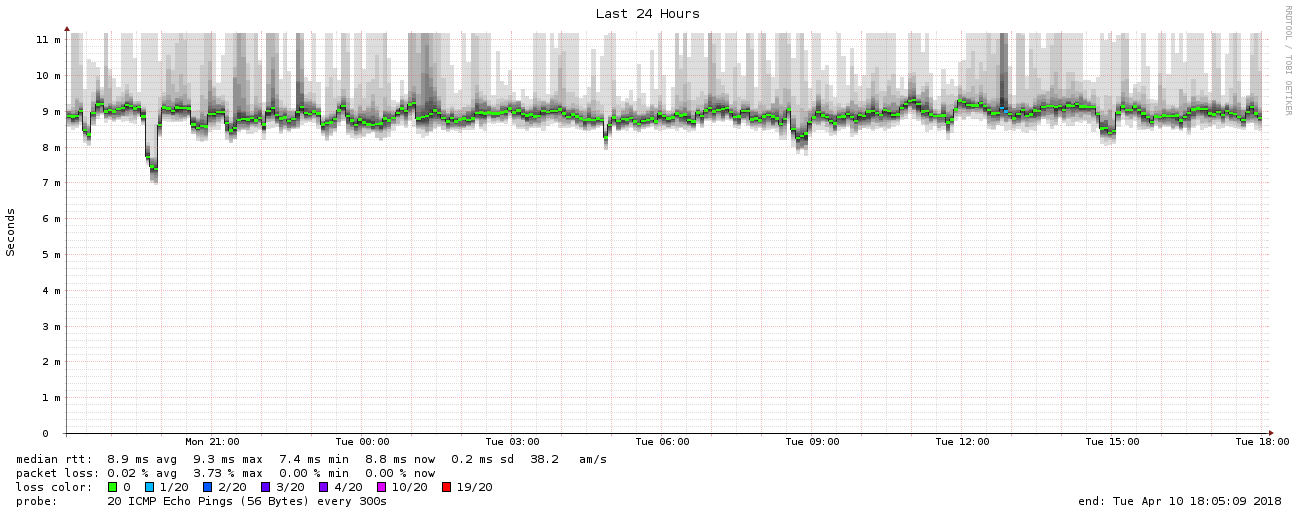 Last 24 Hours
RRDTOOL / TOBI OETIKER
11 m
10 m
9 m
8 m
7 m
6 m
5 m
4 m
3 m
2 m
1 m
0
Seconds
Mon 21:00 Tue 00:00 Tue 03:00 Tue 06:00 Tue 09:00 Tue 12:00 Tue 15:00 Tue 18:00
median rtt: 8.9 ms avg 9.3 ms max 7.4 ms min 8.8 ms now 0.2 ms sd 38.2 am/s
packet loss: 0.02 % avg 3.73 % max 0.00 % min 0.00 % now
loss color: 0 1/20 2/20 3/20 4/20 10/20 19/20
probe: 20 ICMP Echo Pings (56 Bytes) every 300s end: Tue Apr 10 18:05:09 2018